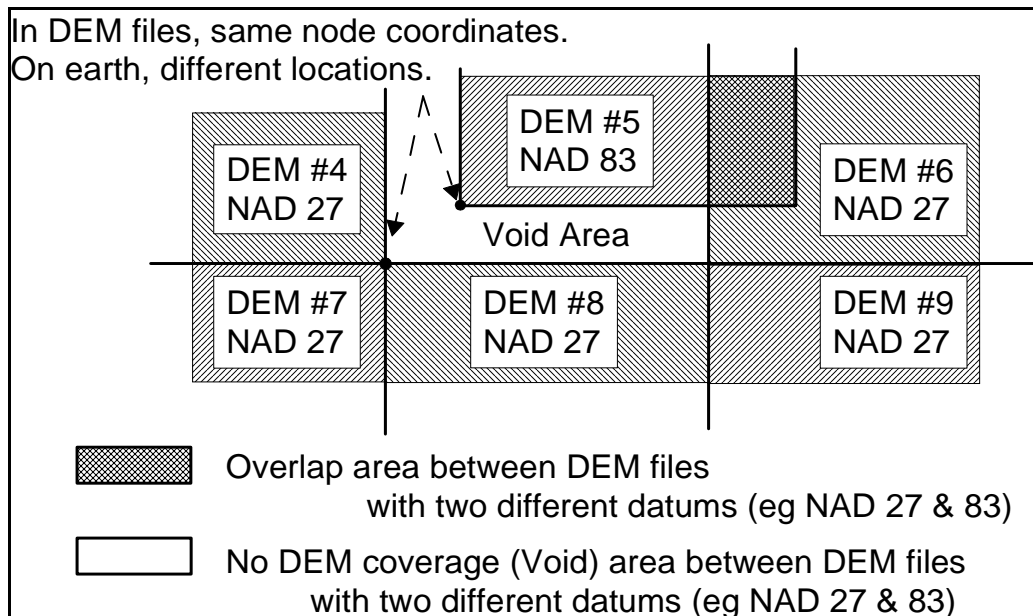 In DEM files, same node coordinates.
On earth, different locations.
DEM #5
NAD 83
DEM #4
NAD 27
DEM #6
NAD 27
Void Area
DEM #7
NAD 27
DEM #8
NAD 27
DEM #9
NAD 27
Overlap area between DEM files
with two different datums (eg NAD 27 & 83)
No DEM coverage (Void) area between DEM files
with two different datums (eg NAD 27 & 83)